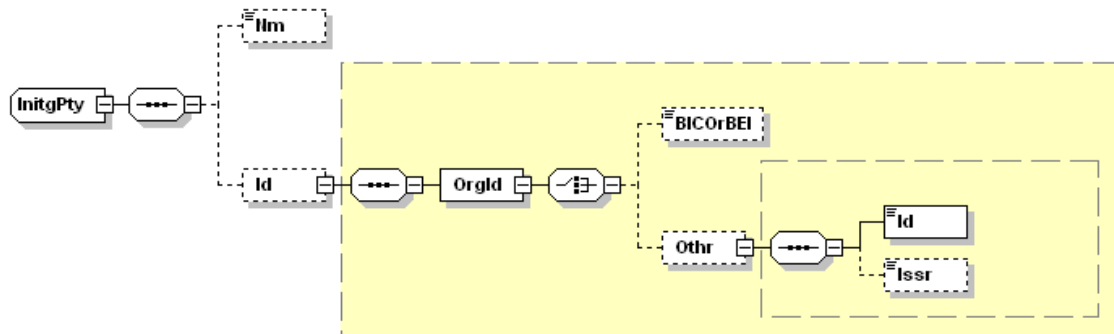 Nm
InitgPty
BICOrBEI
Id
OrgId
Id
Othr
Issr